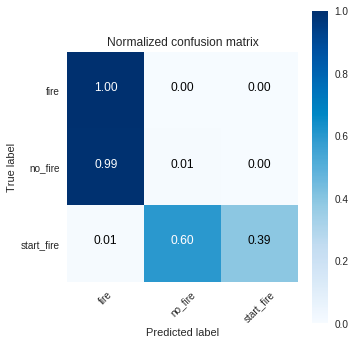 Normalized confusion matrix
1.0
fire
1.00
0.00
0.00
0.8
True label
no_fire
0.99
0.01
0.00
0.6
0.4
start_fire
0.01
0.60
0.39
0.2
0.0
fire
no_fire
start_fire
Predicted label